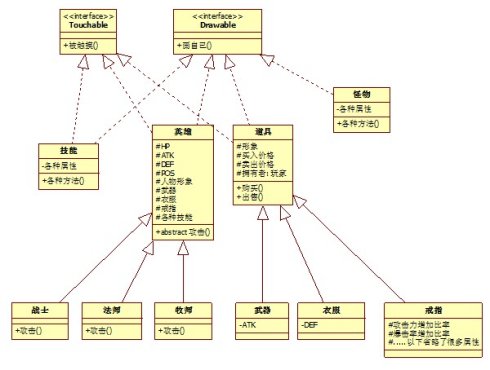 <<interface>>
Touchable
+被触摸()
<<interface>>
Drawable
+画自己()
怪物
-各种属性
+各种方法()
技能
-各种属性
+各种方法()
英雄
#HP
#ATK
#DEF
#POS
#人物形象
#武器
#衣服
#戒指
#各种技能
+abstract 攻击()
道具
#形象
#买入价格
#卖出价格
#拥有者:玩家
+购买()
+出售()
战士
+攻击()
法师
+攻击()
牧师
+攻击()
武器
-ATK
衣服
-DEF
戒指
#攻击力增加比率
#爆击率增加比率
#.....以下省略了很多属性